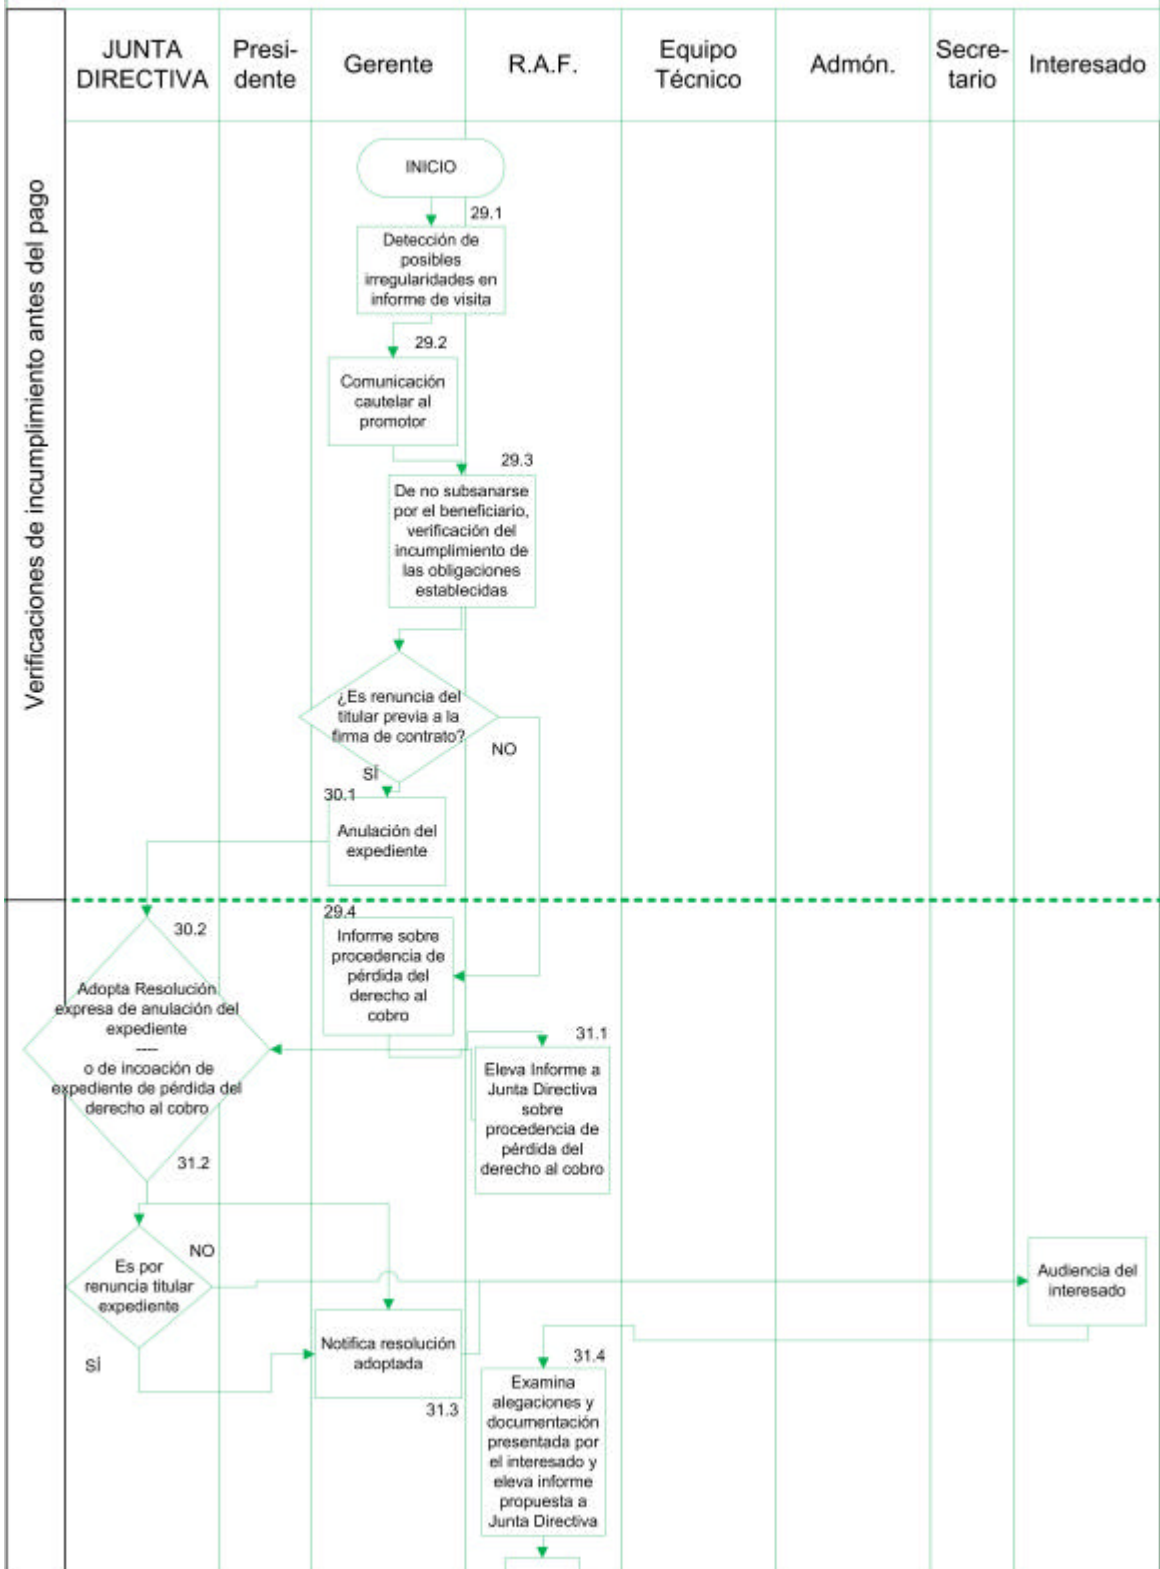 JUNTA
DIRECTIVA
Presi-
dente
Gerente
R.A.F.
Equipo
Técnico
Admón.
Secre-
tario
Interesado
Verificaciones de incumplimiento antes del pago
INICIO
29.1
Detección de
posibles
irregularidades en
informe de visita
29.2
Comunicación
cautelar al
promotor
29.3
De no subsanarse
por el beneficiario,
verificación del
incumplimiento de
las obligaciones
establecidas
¿Es renuncia del
titular previa a la
firma de contrato?
NO
SÍ
30.1
Anulación del
expediente
29.4
Informe sobre
procedencia de
pérdida del
derecho al
cobro
30.2
Adopta Resolución
expresa de anulación del
expediente
----
o de incoación de
expediente de pérdida del
derecho al cobro
31.2
31.1
Eleva Informe a
Junta Directiva
sobre
procedencia de
pérdida del
derecho al cobro
NO
Es por
renuncia titular
expediente
SÍ
Audiencia del
interesado
Notifica resolución
adoptada
31.3
31.4
Examina
alegaciones y
documentación
presentada por
el interesado y
eleva informe
propuesta a
Junta Directiva